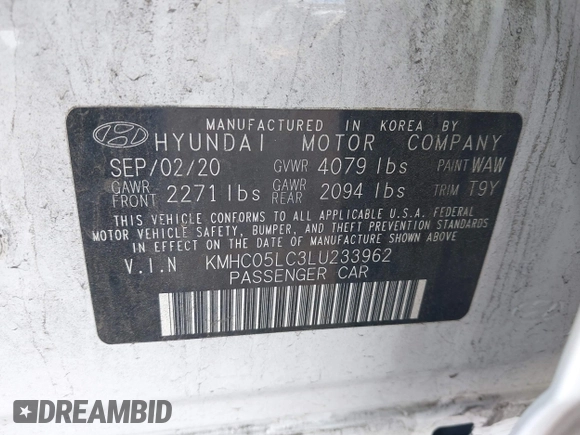 MANUFACTURED IN KOREA BY
HYUNDAI MOTOR COMPANY
SEP/02/20 GVWR 4079 lbs PAINT WAW
GAWR FRONT 2271 lbs GAWR REAR 2094 lbs TRIM T9Y
THIS VEHICLE CONFORMS TO ALL APPLICABLE U.S.A. FEDERAL
MOTOR VEHICLE SAFETY, BUMPER, AND THEFT PREVENTION STANDARDS
IN EFFECT ON THE DATE OF MANUFACTURE SHOWN ABOVE.
V.I.N KMHC05LC3LU233962
PASSENGER CAR
DREAMBID